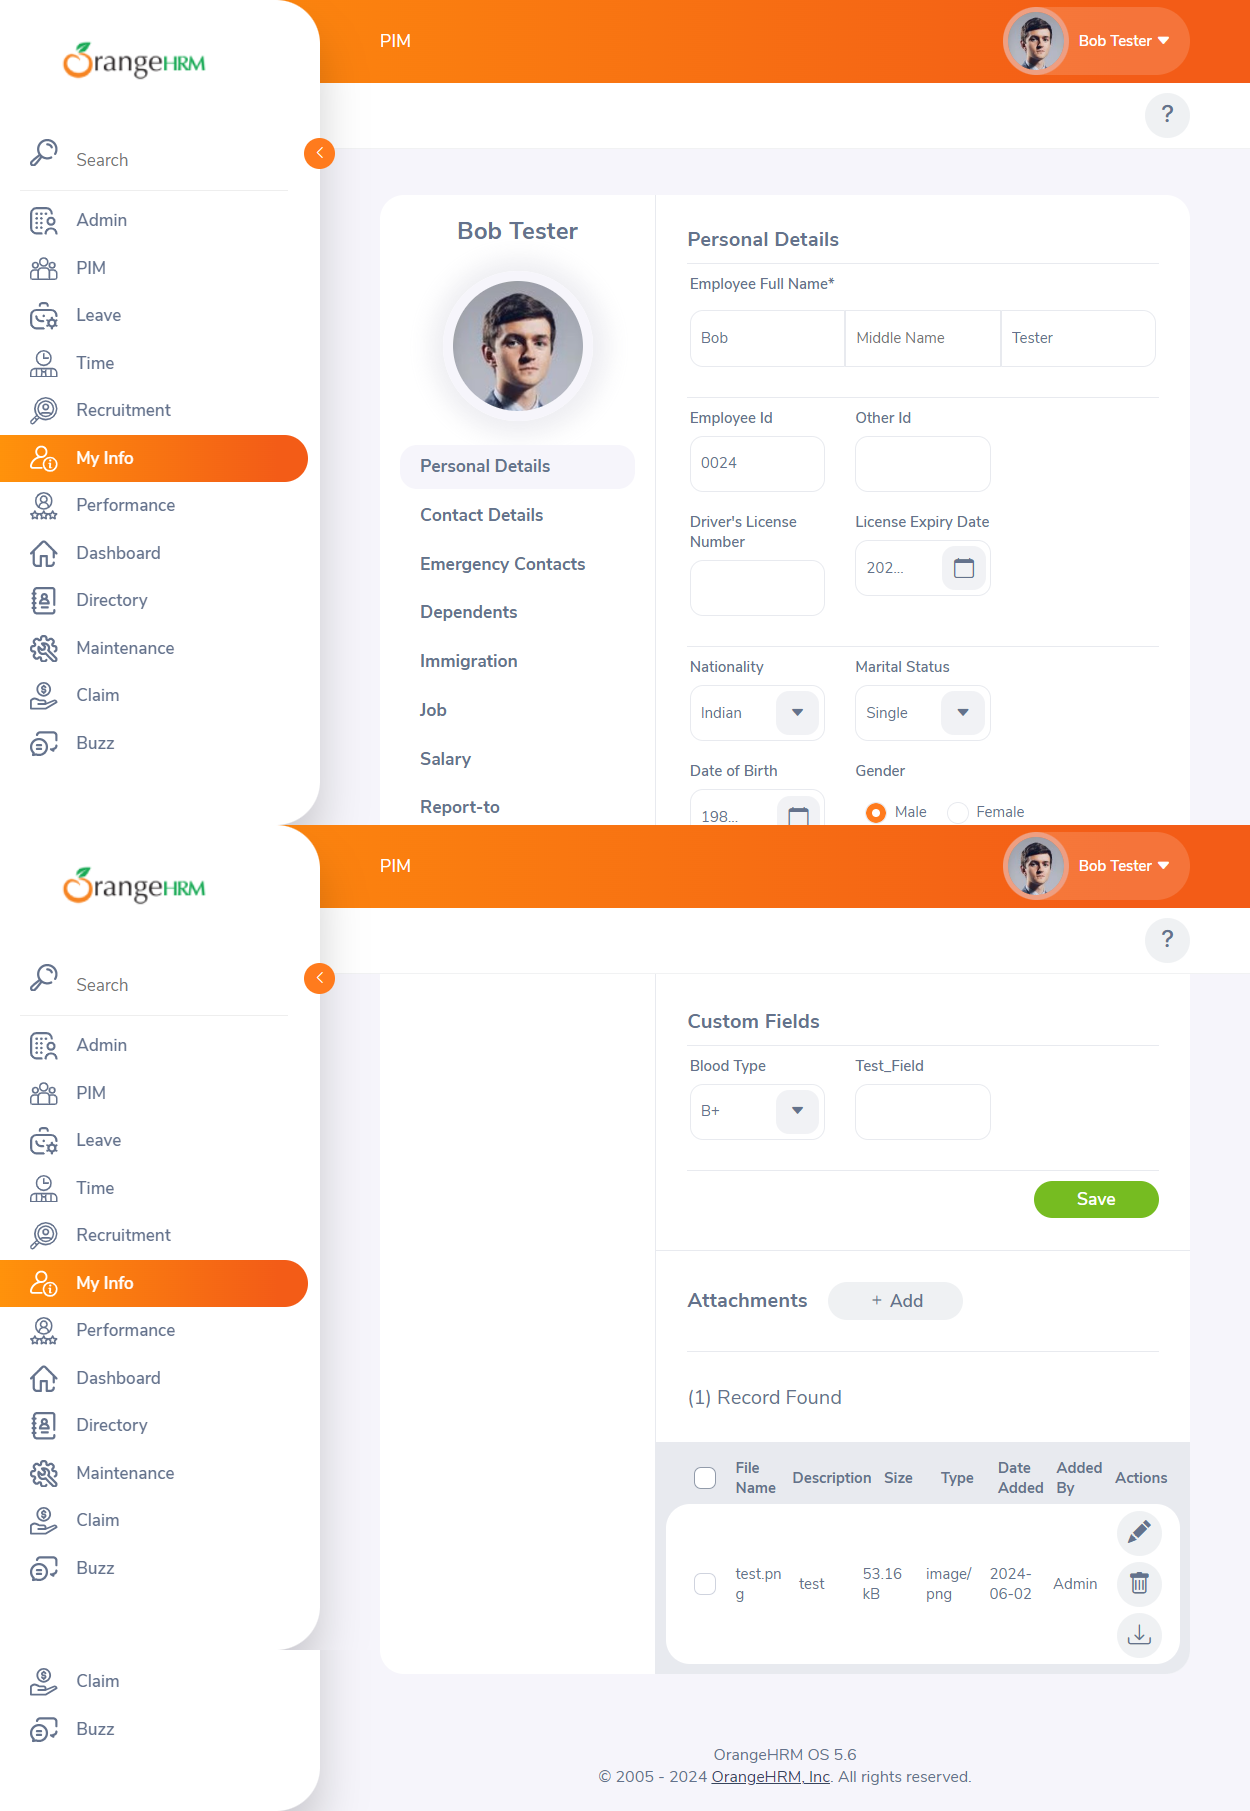 OrangeHRM
PIM
Bob Tester
?
Search
Admin
PIM
Leave
Time
Recruitment
My Info
Performance
Dashboard
Directory
Maintenance
Claim
Buzz
Bob Tester
Personal Details
Contact Details
Emergency Contacts
Dependents
Immigration
Job
Salary
Report-to
Personal Details
Employee Full Name*
Bob Middle Name Tester
Employee Id Other Id
0024
Driver's License
Number
License Expiry Date
202...
Nationality Marital Status
Indian Single
Date of Birth Gender
198... Male Female
OrangeHRM
PIM
Bob Tester
?
Search
Admin
PIM
Leave
Time
Recruitment
My Info
Performance
Dashboard
Directory
Maintenance
Claim
Buzz
Claim
Buzz
Custom Fields
Blood Type Test_Field
B+
Save
Attachments + Add
(1) Record Found
File
Name
Description Size Type
Date
Added
Added
By
Actions
test.pn
g
test
53.16
kB
image/
png
2024-
06-02
Admin
OrangeHRM OS 5.6
© 2005 - 2024 OrangeHRM, Inc. All rights reserved.